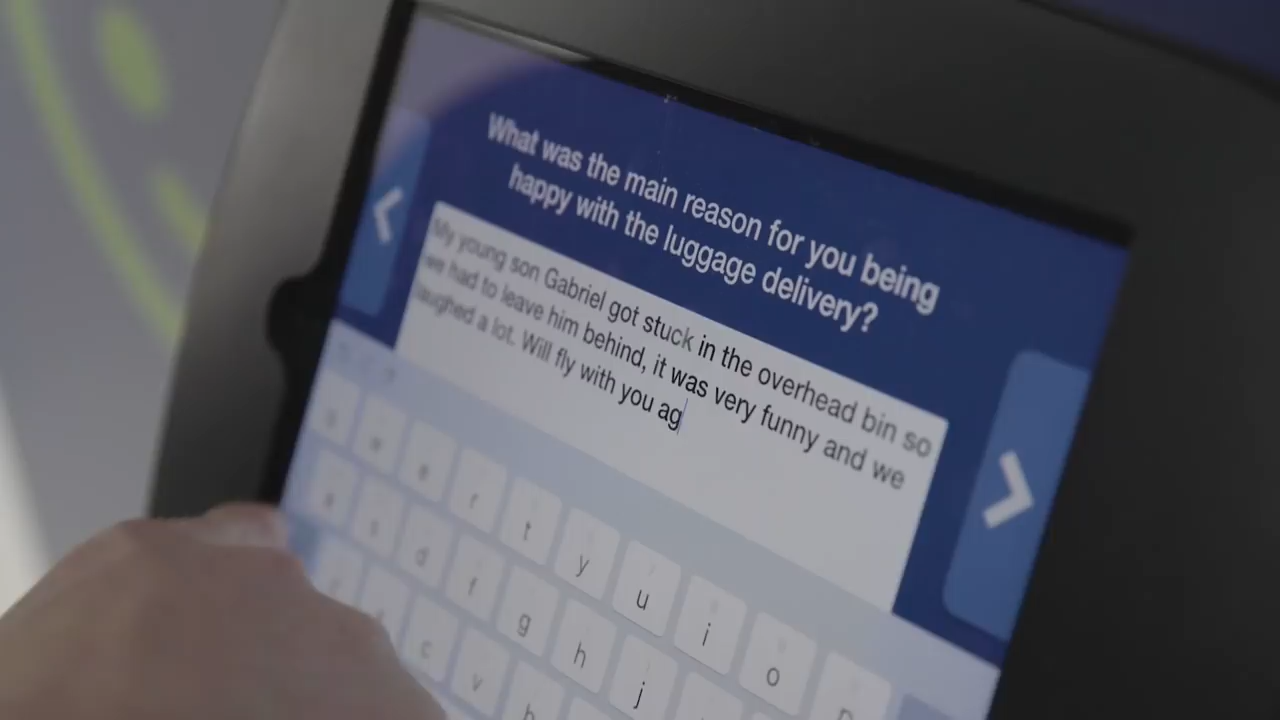 What was the main reason for you being
happy with the luggage delivery?
My young son Gabriel got stuck in the overhead bin so
we had to leave him behind, it was very funny and we
laughed a lot. Will fly with you ag
w e r t y u i o p
a s d f g h j
c v b